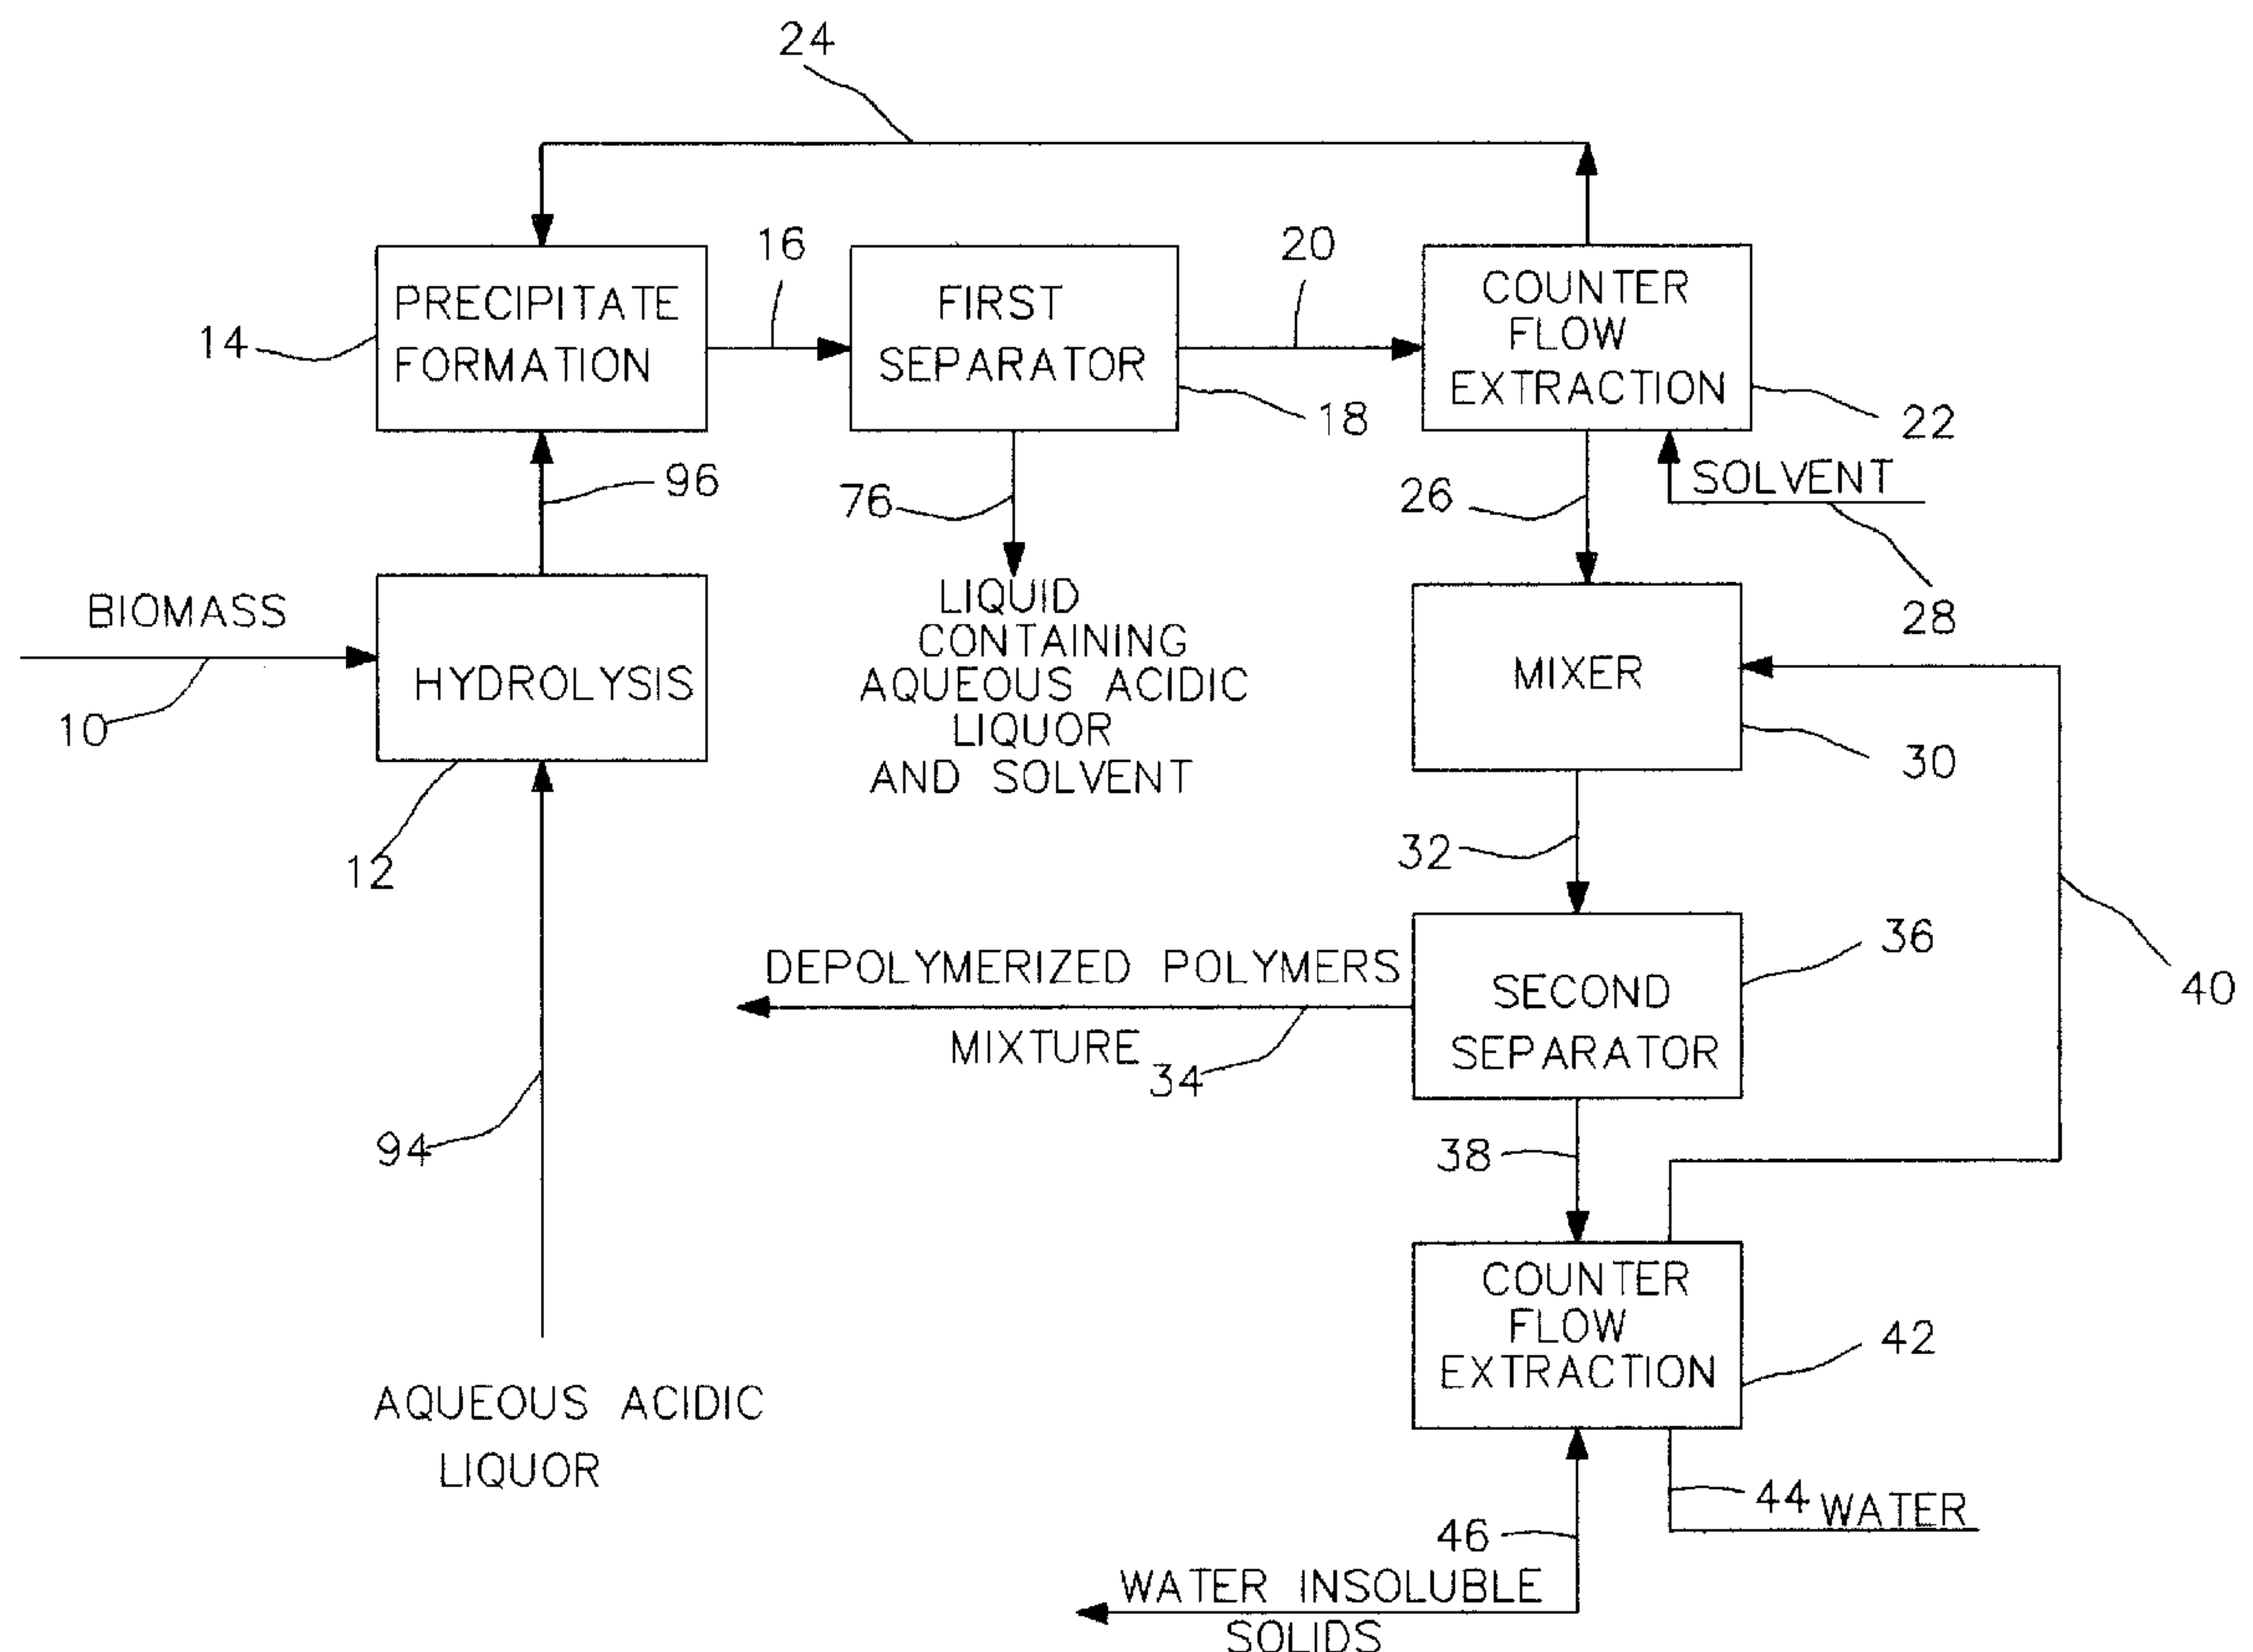 24
PRECIPITATE
FORMATION
14
16
FIRST
SEPARATOR
18
20
COUNTER
FLOW
EXTRACTION
22
96
76
26
SOLVENT
28
BIOMASS
10
HYDROLYSIS
12
LIQUID
CONTAINING
AQUEOUS ACIDIC
LIQUOR
AND SOLVENT
MIXER
30
32
DEPOLYMERIZED POLYMERS
MIXTURE
34
SECOND
SEPARATOR
36
40
94
38
COUNTER
FLOW
EXTRACTION
42
AQUEOUS ACIDIC
LIQUOR
44
WATER
46
WATER INSOLUBLE
SOLIDS